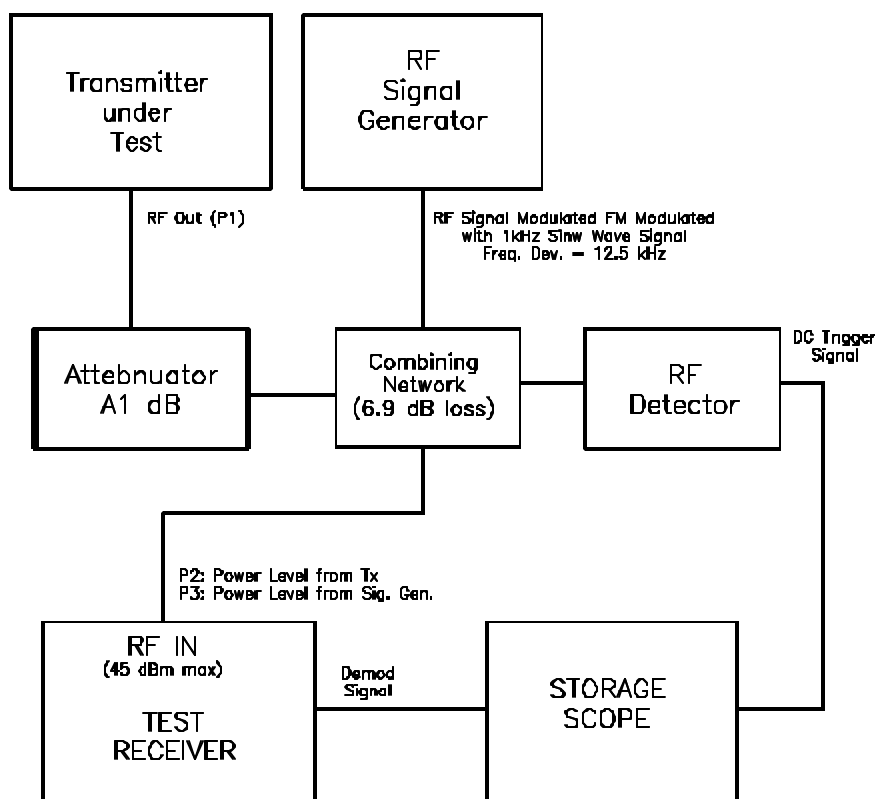 Transmitter
under
Test
RF
Signal
Generator
RF Out (P1)
RF Signal Modulated FM Modulated
with 1kHz Sinw Wave Signal
Freq. Dev. = 12.5 kHz
Attebnuator
A1 dB
Combining
Network
(6.9 dB loss)
RF
Detector
DC Trigger
Signal
P2: Power Level from Tx
P3: Power Level from Sig. Gen.
RF IN
(45 dBm max)
TEST
RECEIVER
Demod
Signal
STORAGE
SCOPE